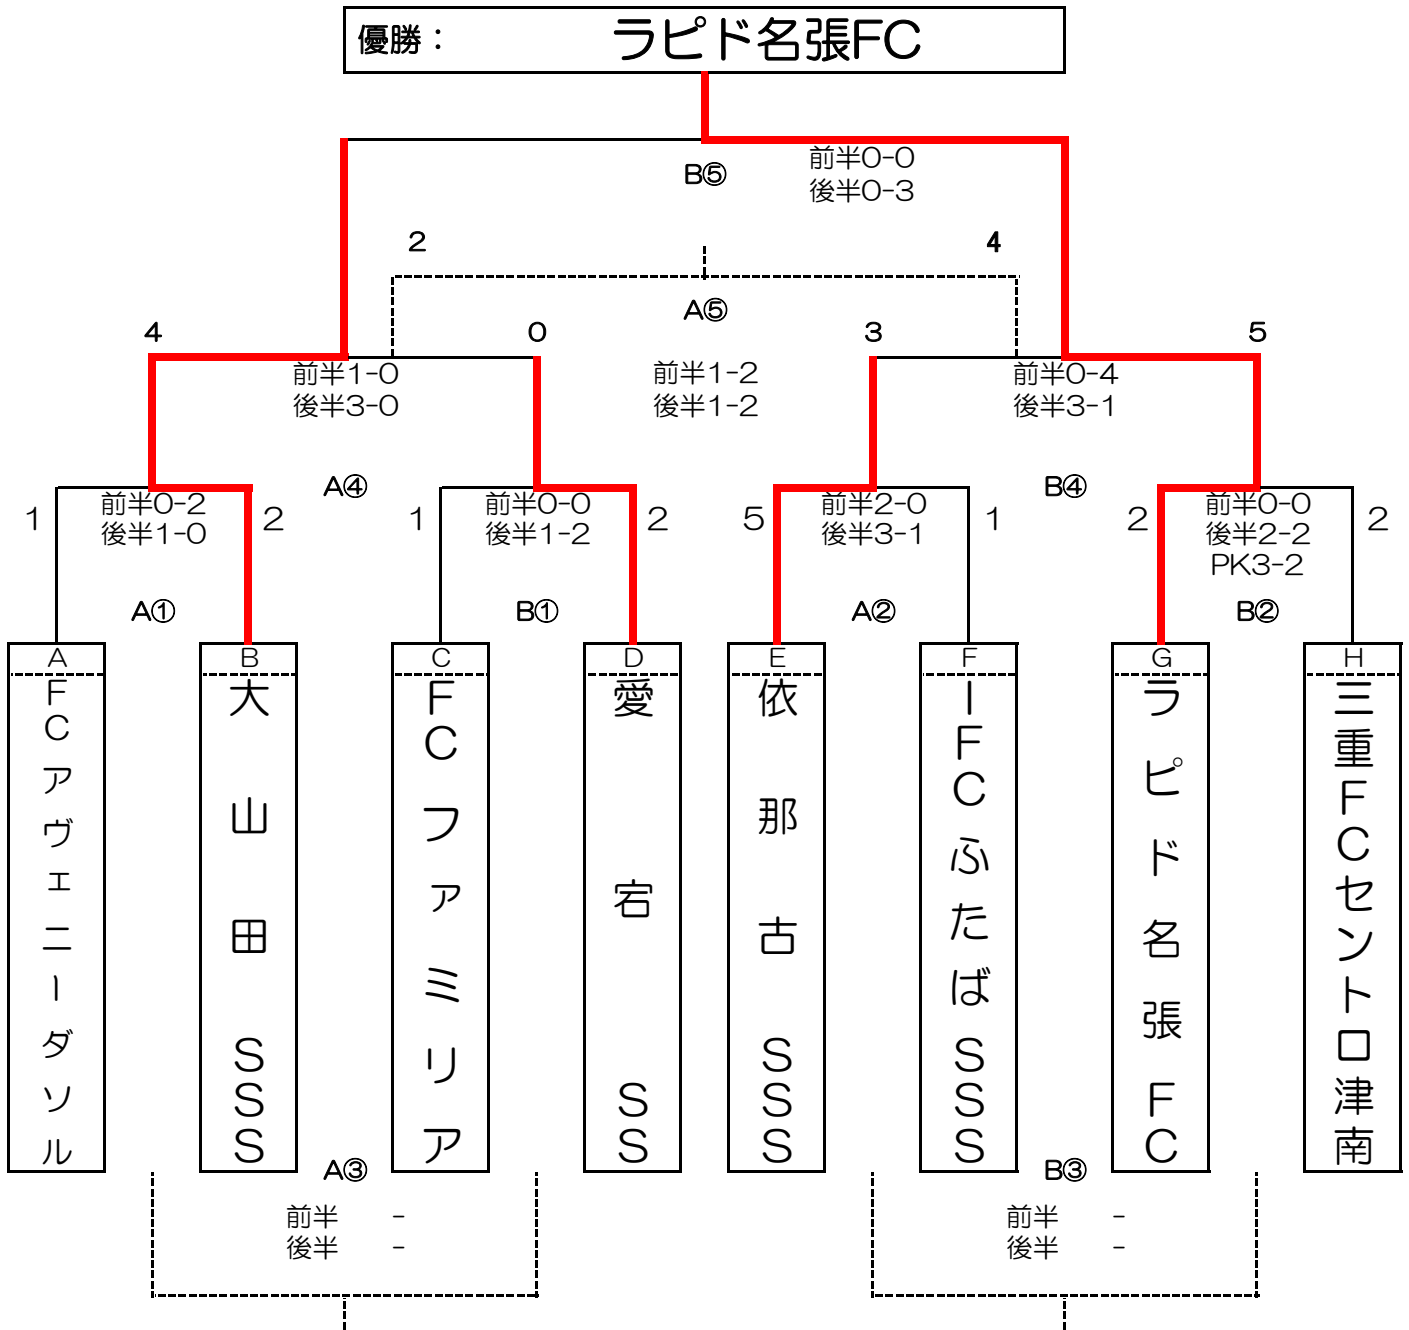 優勝： ラピド名張FC
B⑤
前半0-0
後半0-3
2
4
A⑤
4
0
3
5
前半1-0
後半3-0
前半1-2
後半1-2
前半0-4
後半3-1
A④
B④
1
前半0-2
後半1-0
2
1
前半0-0
後半1-2
2
5
前半2-0
後半3-1
1
2
前半0-0
後半2-2
PK3-2
2
A①
B①
A②
B②
A
FCアヴェニーダソル
B
大山田SSS
C
FCファミリア
D
愛宕SS
E
依那古SSS
F
IFCふたばSSS
G
ラピド名張FC
H
三重FCセントロ津南
A③
前半 -
後半 -
B③
前半 -
後半 -